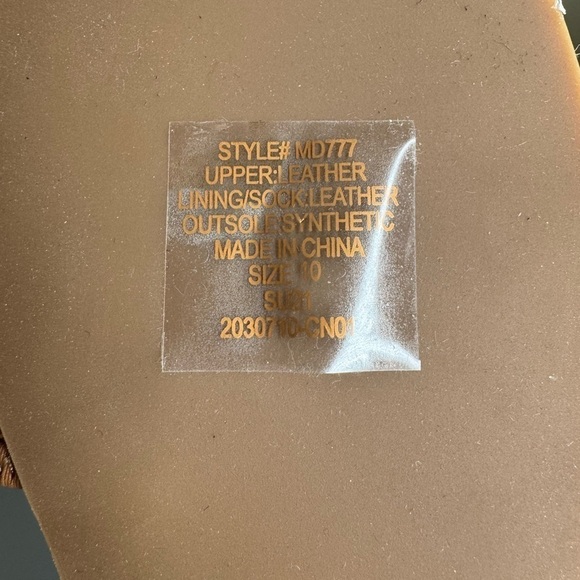 STYLE# MD777
UPPER:LEATHER
LINING/SOCK:LEATHER
OUTSOLE:SYNTHETIC
MADE IN CHINA
SIZE